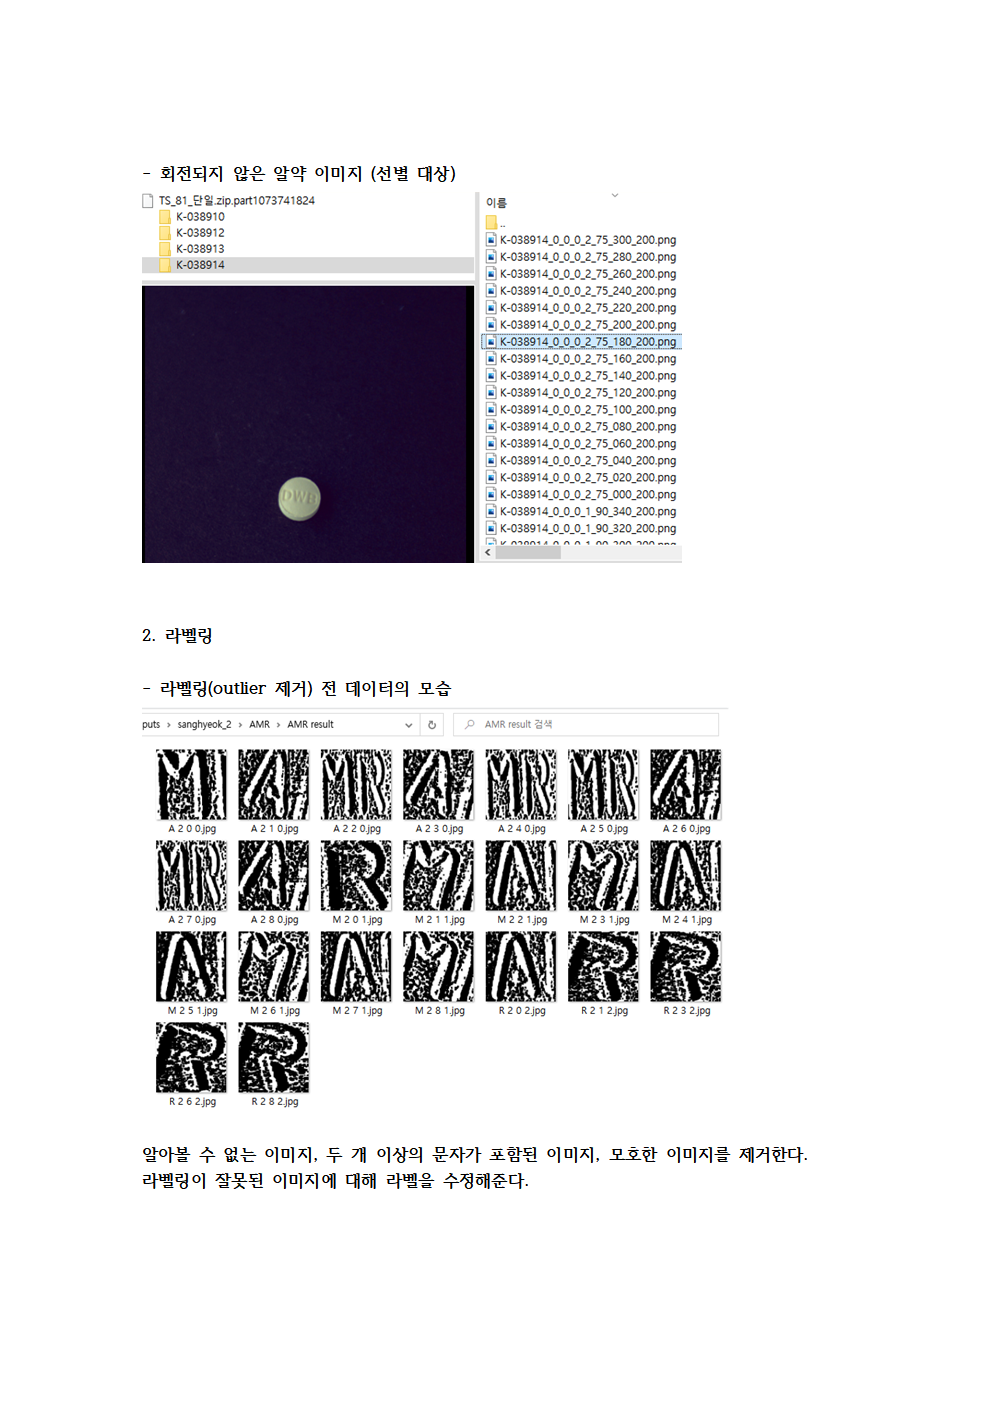 - 회전되지 않은 알약 이미지 (선별 대상)
TS_81_단일.zip.part1073741824
K-038910
K-038912
K-038913
K-038914
이름
..
K-038914_0_0_0_2_75_300_200.png
K-038914_0_0_0_2_75_280_200.png
K-038914_0_0_0_2_75_260_200.png
K-038914_0_0_0_2_75_240_200.png
K-038914_0_0_0_2_75_220_200.png
K-038914_0_0_0_2_75_200_200.png
K-038914_0_0_0_2_75_180_200.png
K-038914_0_0_0_2_75_160_200.png
K-038914_0_0_0_2_75_140_200.png
K-038914_0_0_0_2_75_120_200.png
K-038914_0_0_0_2_75_100_200.png
K-038914_0_0_0_2_75_080_200.png
K-038914_0_0_0_2_75_060_200.png
K-038914_0_0_0_2_75_040_200.png
K-038914_0_0_0_2_75_020_200.png
K-038914_0_0_0_2_75_000_200.png
K-038914_0_0_0_1_90_340_200.png
K-038914_0_0_0_1_90_320_200.png
2. 라벨링
- 라벨링(outlier 제거) 전 데이터의 모습
puts > sanghyeok_2 > AMR > AMR result
AMR result 검색
M A MR A MR MR A
A 2 0 0.jpg A 2 1 0.jpg A 2 2 0.jpg A 2 3 0.jpg A 2 4 0.jpg A 2 5 0.jpg A 2 6 0.jpg
MR A R M A M A
A 2 7 0.jpg A 2 8 0.jpg M 2 0 1.jpg M 2 1 1.jpg M 2 2 1.jpg M 2 3 1.jpg M 2 4 1.jpg
A M A M A R R
M 2 5 1.jpg M 2 6 1.jpg M 2 7 1.jpg M 2 8 1.jpg R 2 0 2.jpg R 2 1 2.jpg R 2 3 2.jpg
R R
R 2 6 2.jpg R 2 8 2.jpg
알아볼 수 없는 이미지, 두 개 이상의 문자가 포함된 이미지, 모호한 이미지를 제거한다.
라벨링이 잘못된 이미지에 대해 라벨을 수정해준다.